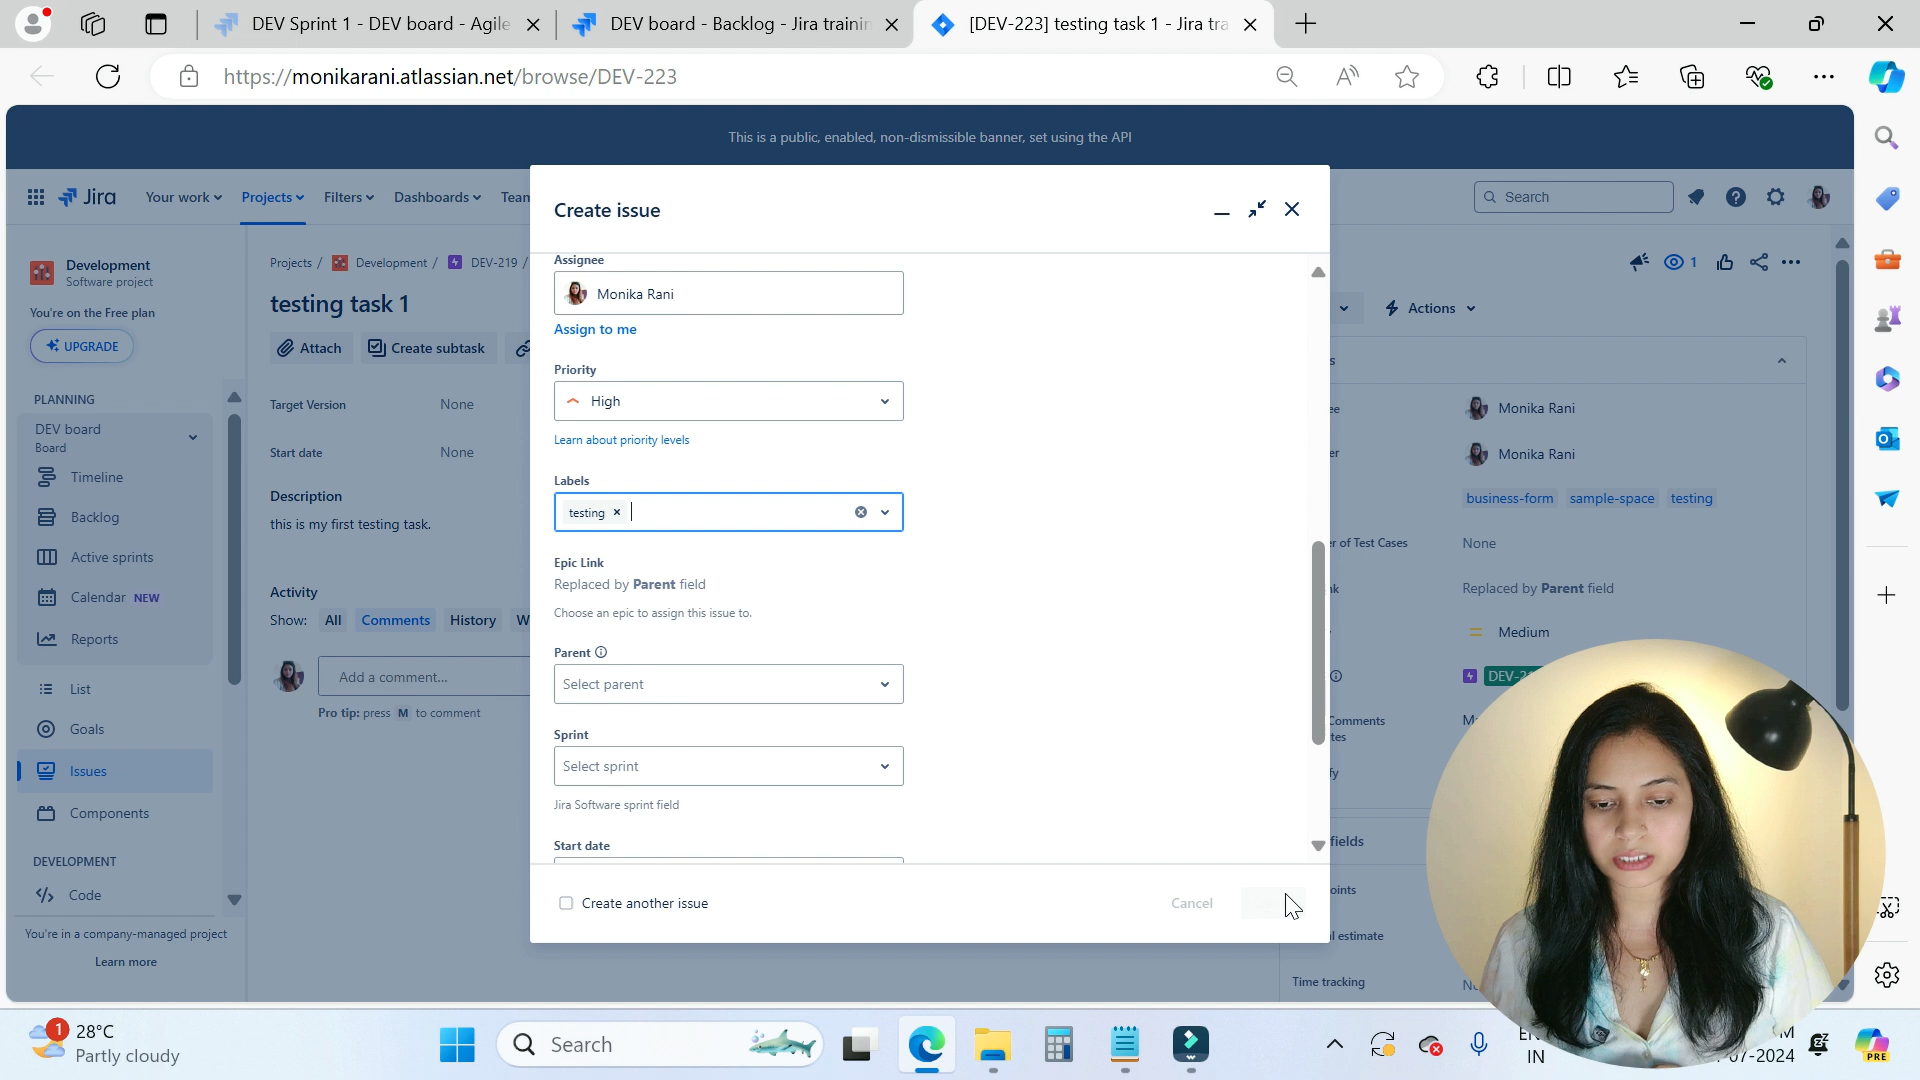 DEV Sprint 1 - DEV board - Agile
DEV board - Backlog - Jira trainin
[DEV-223] testing task 1 - Jira tra
https://monikarani.atlassian.net/browse/DEV-223
This is a public, enabled, non-dismissible banner, set using the API
Jira
Your work
Projects
Filters
Dashboards
Team
Search
Development
Software project
You're on the Free plan
UPGRADE
PLANNING
DEV board
Board
Timeline
Backlog
Active sprints
Calendar NEW
Reports
List
Goals
Issues
Components
DEVELOPMENT
Code
You're in a company-managed project
Learn more
Projects / Development / DEV-219 /
testing task 1
Attach
Create subtask
Target Version None
Start date None
Description
this is my first testing task.
Activity
Show: All Comments History W
Add a comment...
Pro tip: press M to comment
Create issue
Assignee
Monika Rani
Assign to me
Priority
High
Learn about priority levels
Labels
testing
Epic Link
Replaced by Parent field
Choose an epic to assign this issue to.
Parent
Select parent
Sprint
Select sprint
Jira Software sprint field
Start date
Create another issue
Cancel
1
Actions
s
ee Monika Rani
er Monika Rani
business-form sample-space testing
r of Test Cases None
nk Replaced by Parent field
Medium
DEV-2
Comments
tes
fy
fields
oints
l estimate
Time tracking
1
28°C
Partly cloudy
Search
IN
07-2024
PRE